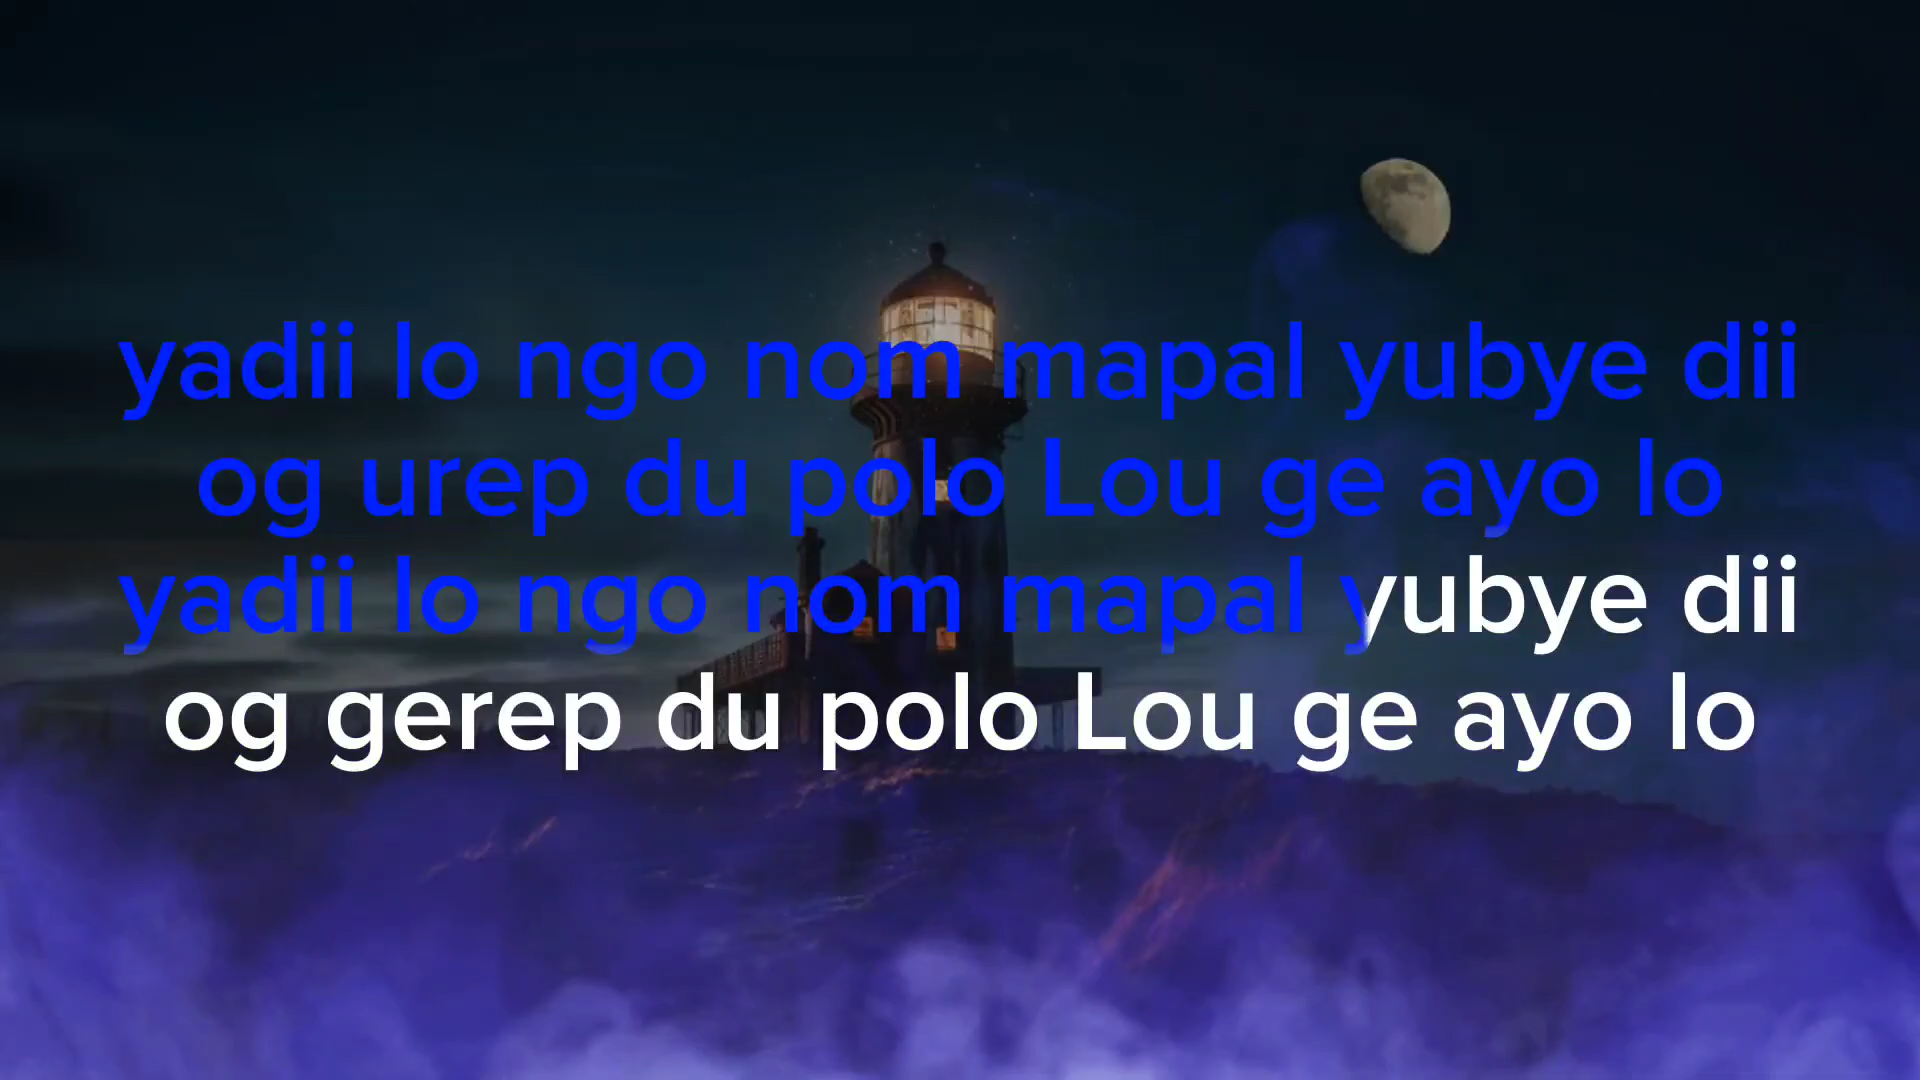 yadii lo ngo nom mapal yubye dii
og urep du polo Lou ge ayo lo
yadii lo ngo nom mapal yubye dii
og gerep du polo Lou ge ayo lo